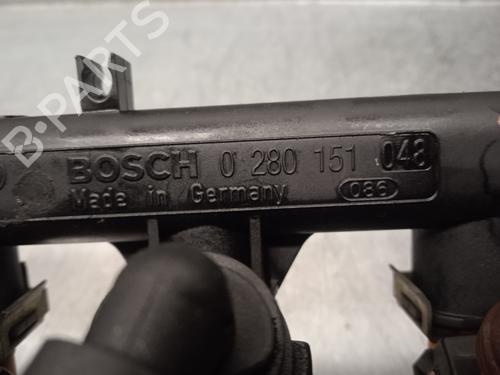 B-PARTS
BOSCH 0 280 151 048
Made in Germany
086